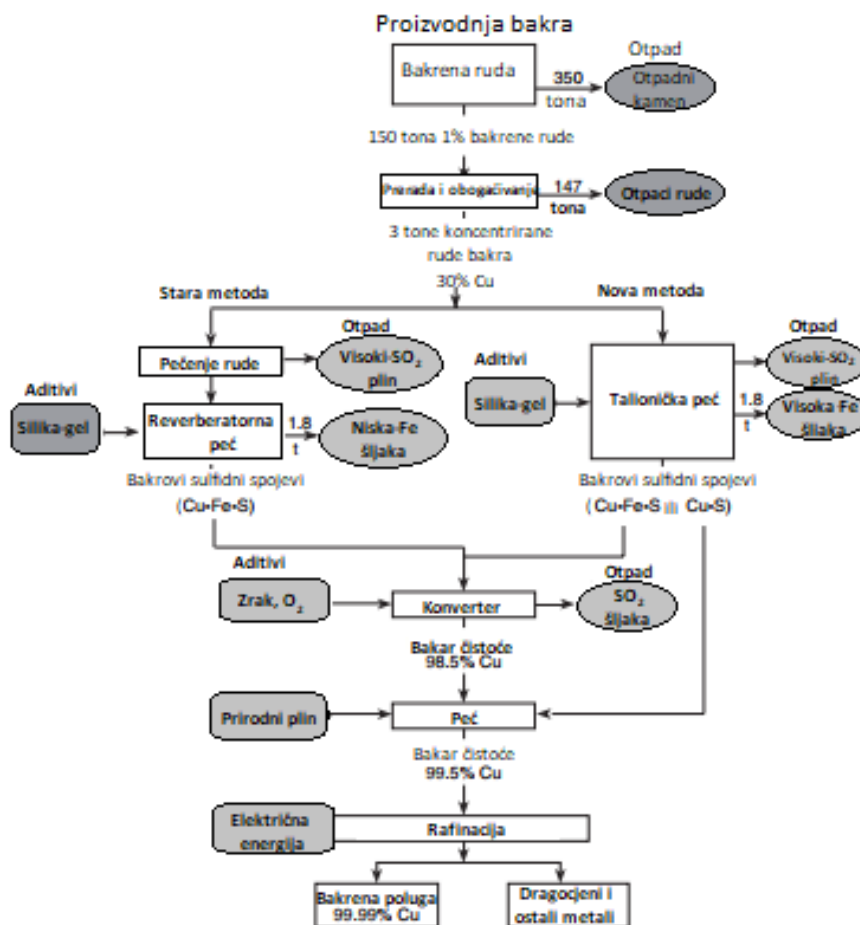 Proizvodnja bakra
Bakrena ruda
350
tona
Otpad
Otpadni
kamen
150 tona 1% bakrene rude
Prerada i obogaćivanje
147
tona
Otpaci rude
3 tone koncentrirane
rude bakra
30% Cu
Stara metoda
Nova metoda
Pečenje rude
Otpad
Visoki-SO₂
plin
Aditivi
Sillika-gel
Reverberatorna
peć
1.8
t
Niska-Fe
šljaka
Bakrovi sulfidni spojevi
(Cu•Fe•S)
Aditivi
Silika-gel
Talionička peć
Otpad
Visoki-SO₂
plin
1.8
t
Visoka Fe
šljaka
Bakrovi sulfidni spojevi
( Cu•Fe•S ili Cu•S)
Aditivi
Zrak, O₂
Konverter
Otpad
SO₂
šljaka
Bakar čistoće
98.5% Cu
Prirodni plin
Peć
Bakar čistoće
99.5% Cu
Električna
energija
Rafinacija
Bakrena poluga
99.99% Cu
Dragocjeni i
ostali metali